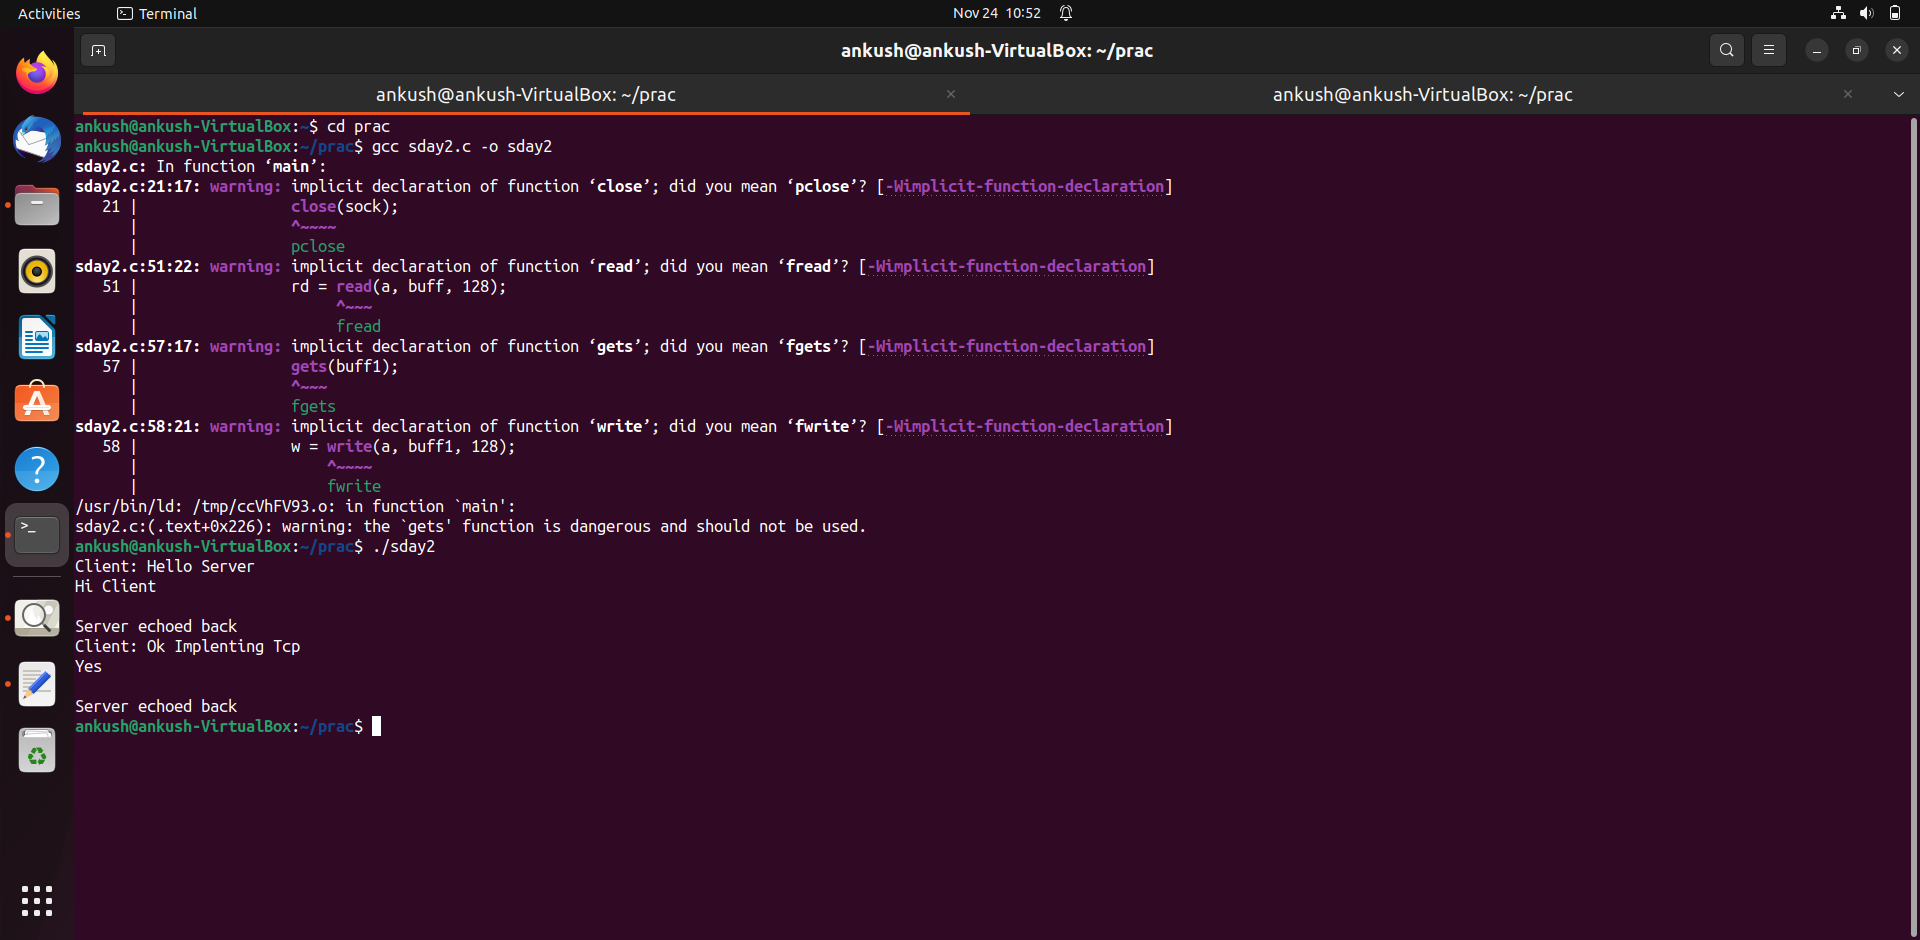 Activities
Terminal
Nov 24 10:52
ankush@ankush-VirtualBox: ~/prac
ankush@ankush-VirtualBox: ~/prac
ankush@ankush-VirtualBox: ~/prac
ankush@ankush-VirtualBox:~$ cd prac
ankush@ankush-VirtualBox:~/prac$ gcc sday2.c -o sday2
sday2.c: In function ‘main’:
sday2.c:21:17: warning: implicit declaration of function ‘close’; did you mean ‘pclose’? [-Wimplicit-function-declaration]
   21 |                 close(sock);
      |                 ^~~~~
      |                 pclose
sday2.c:51:22: warning: implicit declaration of function ‘read’; did you mean ‘fread’? [-Wimplicit-function-declaration]
   51 |                 rd = read(a, buff, 128);
      |                      ^~~~
      |                      fread
sday2.c:57:17: warning: implicit declaration of function ‘gets’; did you mean ‘fgets’? [-Wimplicit-function-declaration]
   57 |                 gets(buff1);
      |                 ^~~~
      |                 fgets
sday2.c:58:21: warning: implicit declaration of function ‘write’; did you mean ‘fwrite’? [-Wimplicit-function-declaration]
   58 |                 w = write(a, buff1, 128);
      |                     ^~~~~
      |                     fwrite
/usr/bin/ld: /tmp/ccVhFV93.o: in function `main':
sday2.c:(.text+0x226): warning: the `gets' function is dangerous and should not be used.
ankush@ankush-VirtualBox:~/prac$ ./sday2
Client: Hello Server
Hi Client
Server echoed back
Client: Ok Implenting Tcp
Yes
Server echoed back
ankush@ankush-VirtualBox:~/prac$